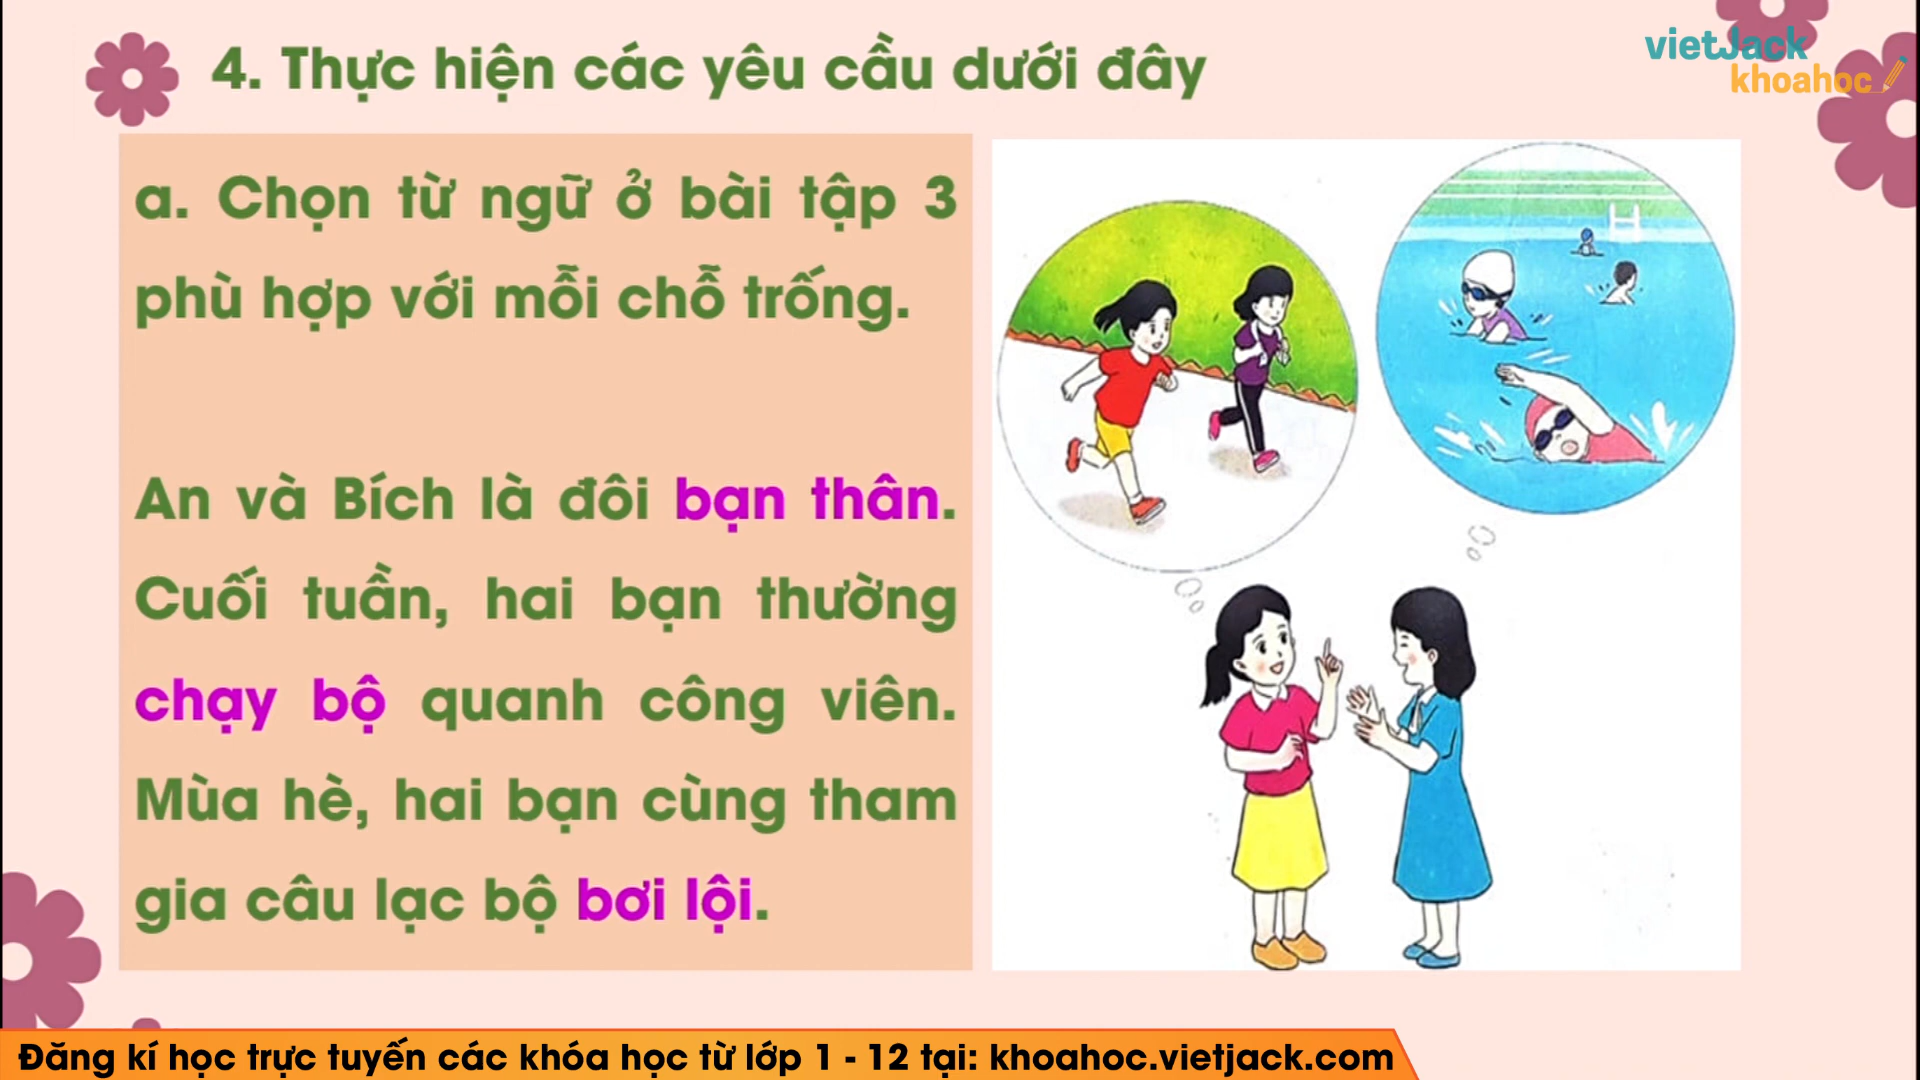 4. Thực hiện các yêu cầu dưới đây
vietJack
khoahoc
a. Chọn từ ngữ ở bài tập 3
phù hợp với mỗi chỗ trống.
An và Bích là đôi bạn thân.
Cuối tuần, hai bạn thường
chạy bộ quanh công viên.
Mùa hè, hai bạn cùng tham
gia câu lạc bộ bơi lội.
Đăng kí học trực tuyến các khóa học từ lớp 1 - 12 tại: khoahoc.vietjack.com